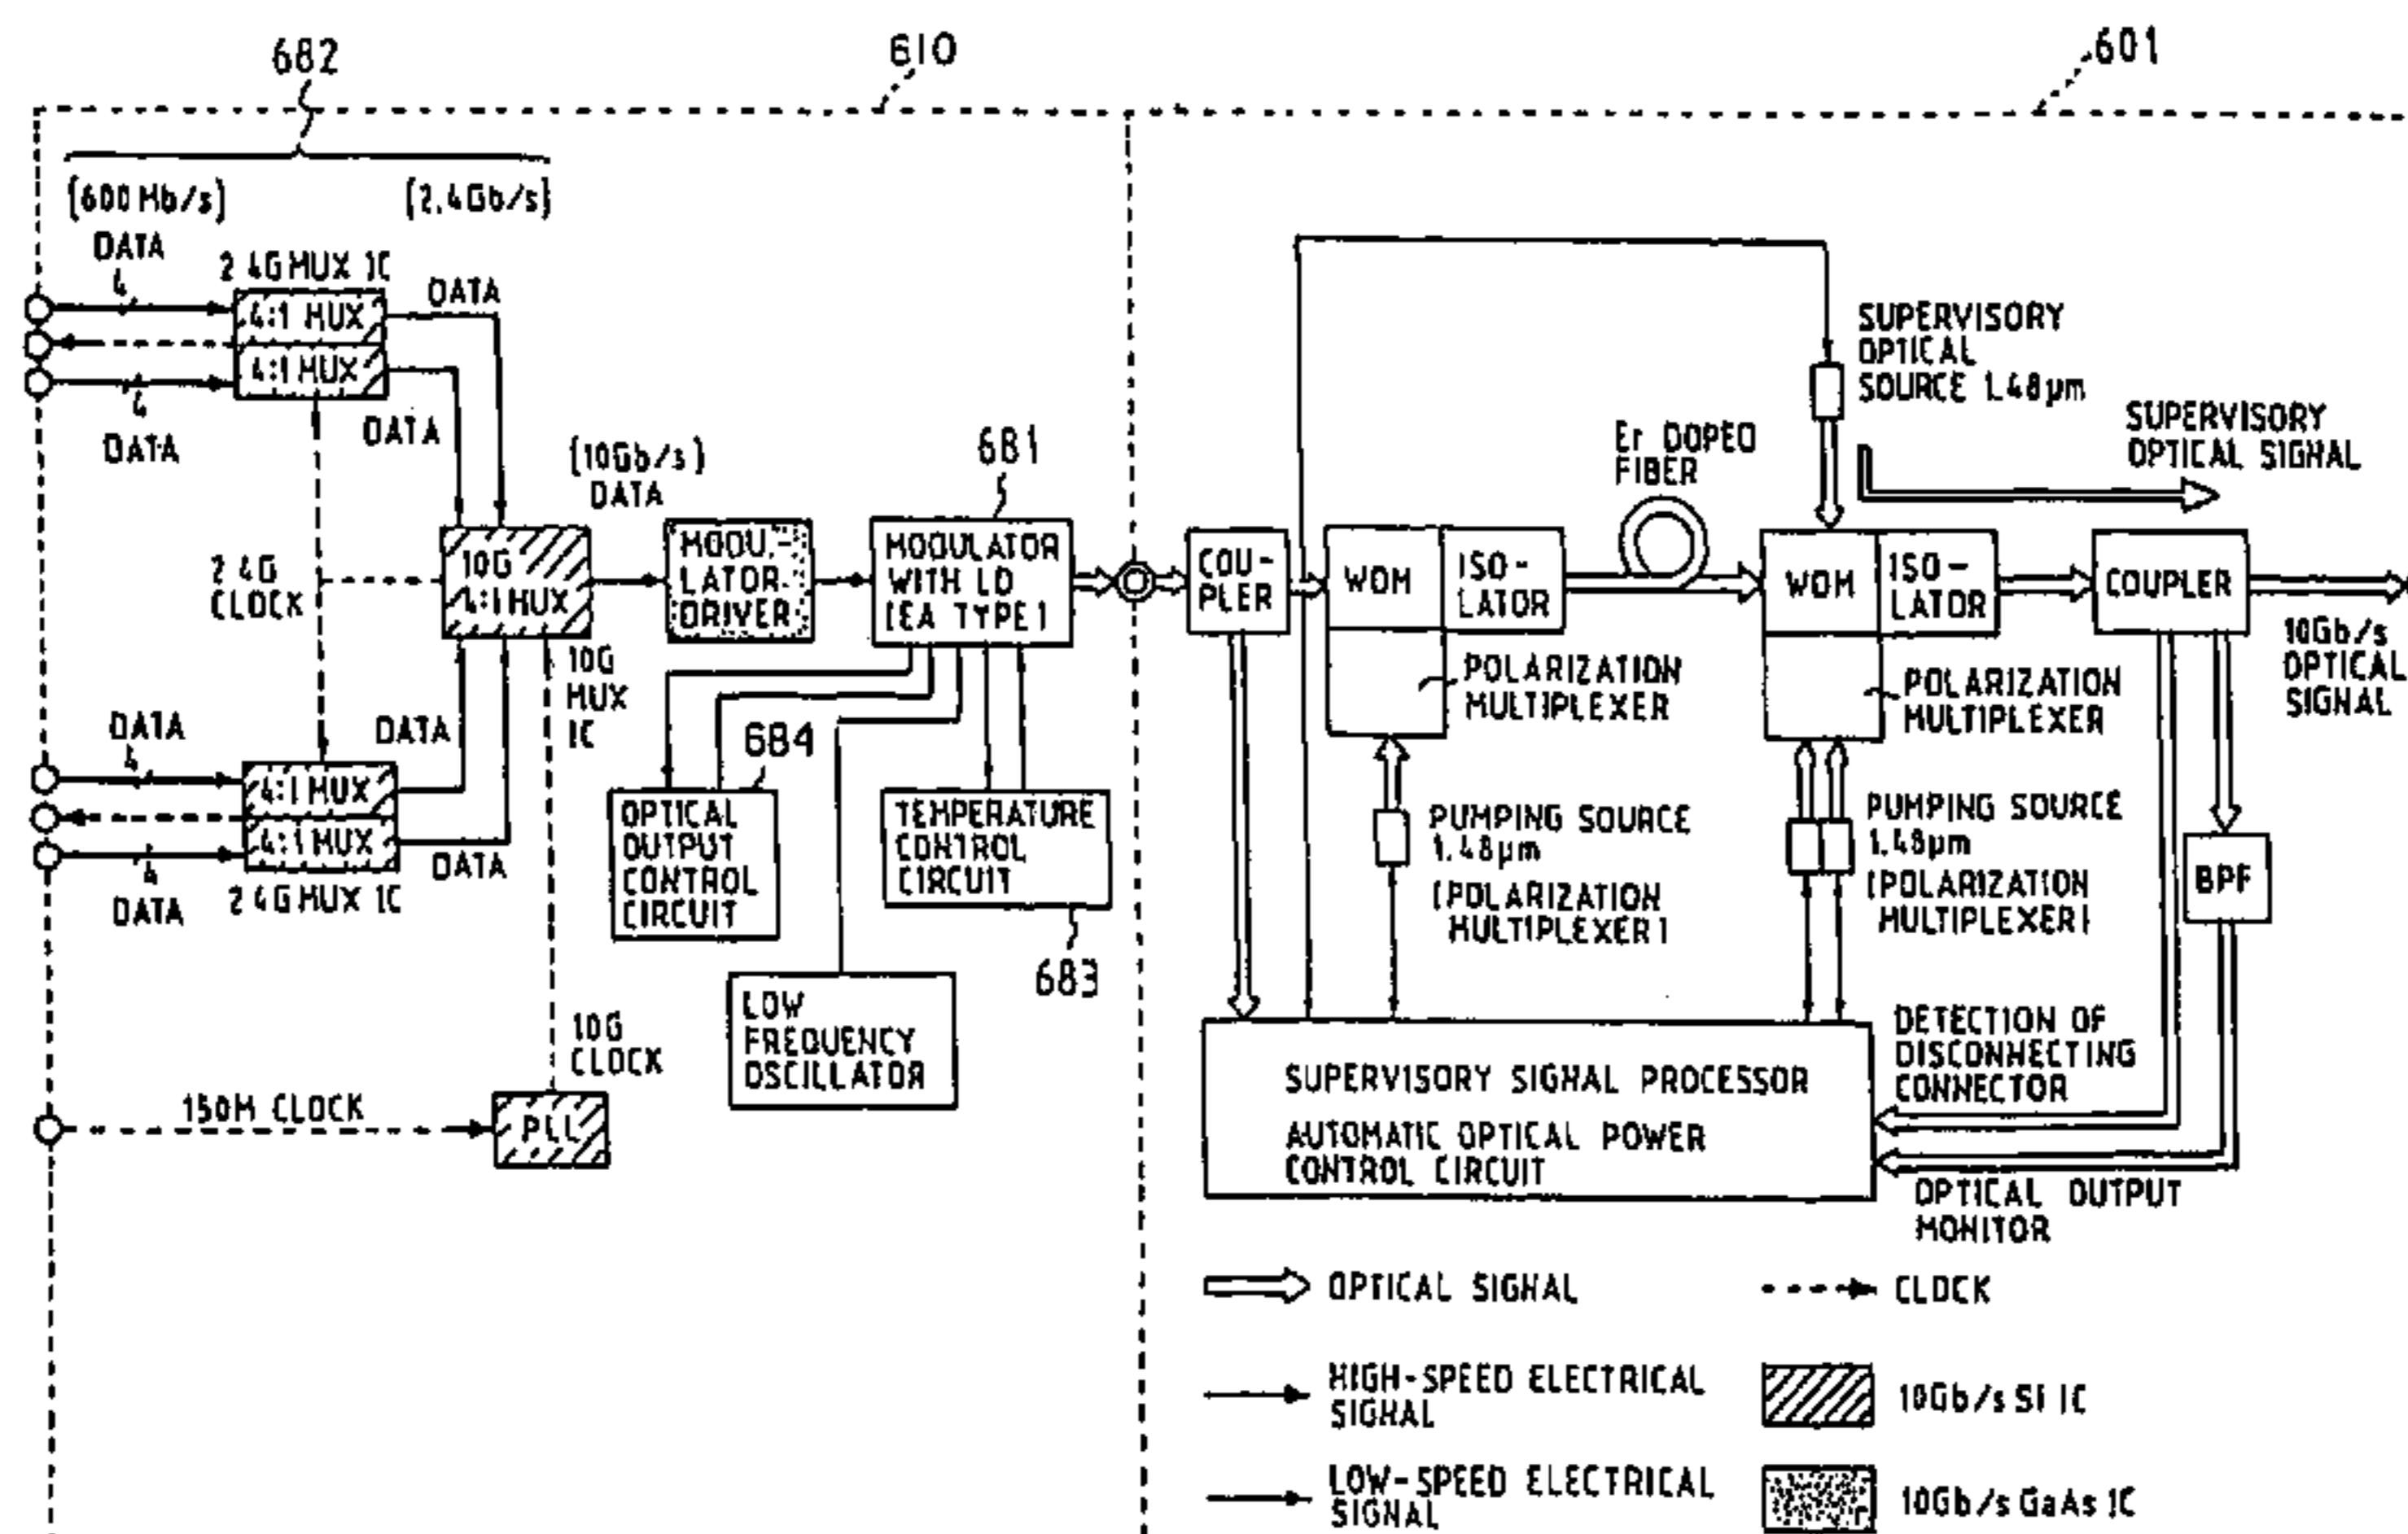 682
610
601
(600 Mb/s)
(2.4Gb/s)
DATA
4
2 4G MUX IC
4:1 MUX
4:1 MUX
DATA
4
DATA
DATA
2 4G
CLOCK
10G
4:1 MUX
(10Gb/s)
DATA
MODU-
LATOR-
DRIVER
681
MODULATOR
WITH LD
(EA TYPE)
10G
MUX
IC
DATA
4
DATA
4:1 MUX
4:1 MUX
4
DATA
2 4G MUX IC
DATA
684
OPTICAL
OUTPUT
CONTROL
CIRCUIT
TEMPERATURE
CONTROL
CIRCUIT
683
LOW
FREQUENCY
OSCILLATOR
10G
CLOCK
150M CLOCK
PLL
COU-
PLER
WDM
ISO-
LATOR
POLARIZATION
MULTIPLEXER
Er DOPED
FIBER
SUPERVISORY
OPTICAL
SOURCE 1.48μm
SUPERVISORY
OPTICAL SIGNAL
WDM
ISO-
LATOR
POLARIZATION
MULTIPLEXER
COUPLER
10Gb/s
OPTICAL
SIGNAL
PUMPING SOURCE
1.48μm
(POLARIZATION
MULTIPLEXER)
PUMPING SOURCE
1.48μm
(POLARIZATION
MULTIPLEXER)
BPF
DETECTION OF
DISCONNECTING
CONNECTOR
SUPERVISORY SIGNAL PROCESSOR
AUTOMATIC OPTICAL POWER
CONTROL CIRCUIT
OPTICAL OUTPUT
MONITOR
OPTICAL SIGNAL
CLOCK
HIGH-SPEED ELECTRICAL
SIGNAL
10Gb/s Si IC
LOW-SPEED ELECTRICAL
SIGNAL
10Gb/s GaAs IC